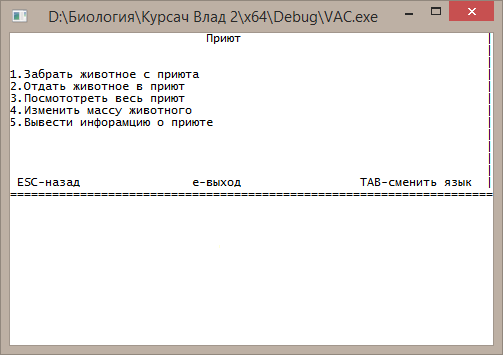 D:\Биология\Курсач Влад 2\x64\Debug\VAC.exe
Приют
1.Забрать животное с приюта
2.Отдать животное в приют
3.Посмототреть весь приют
4.Изменить массу животного
5.Вывести инфорамцию о приюте
ESC-назад e-выход TAB-сменить язык